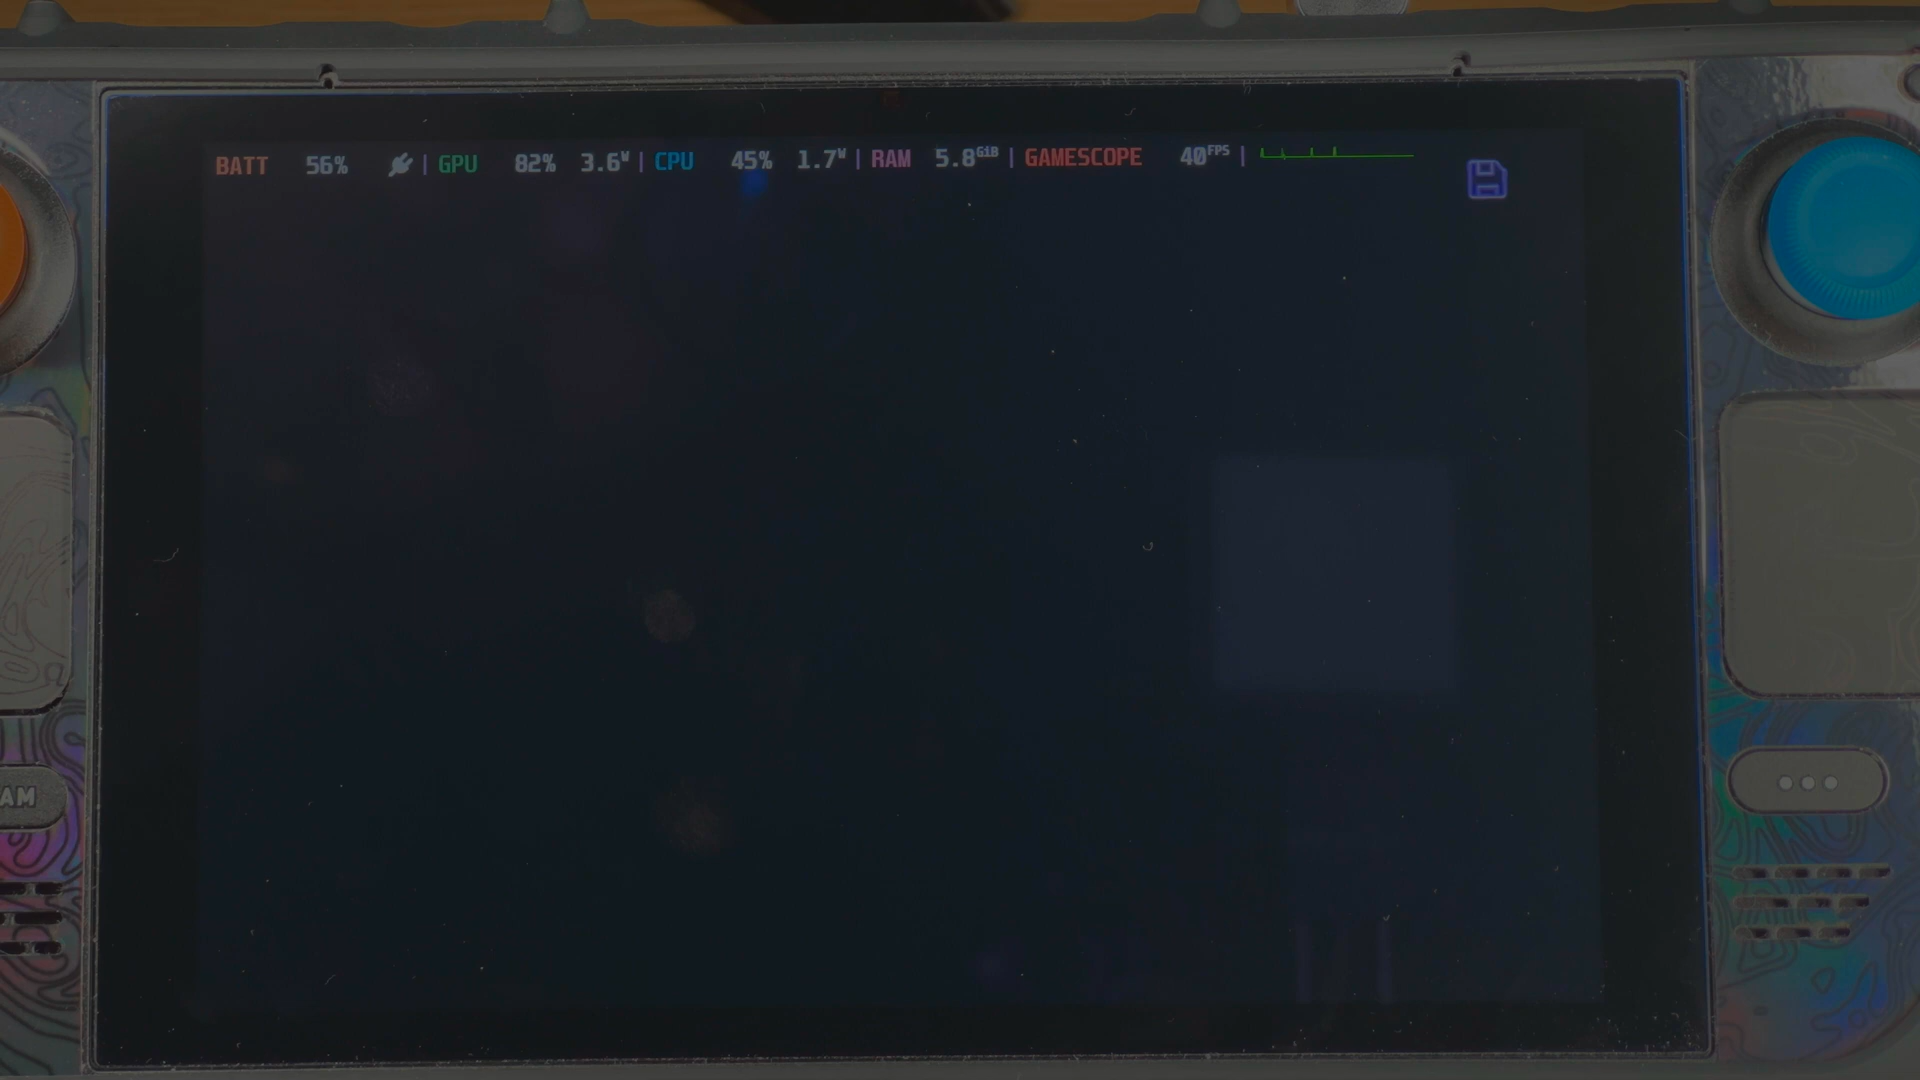 BATT 56% | GPU 82% 3.6W | CPU 45% 1.7W | RAM 5.8GiB | GAMESCOPE 40FPS |
AM